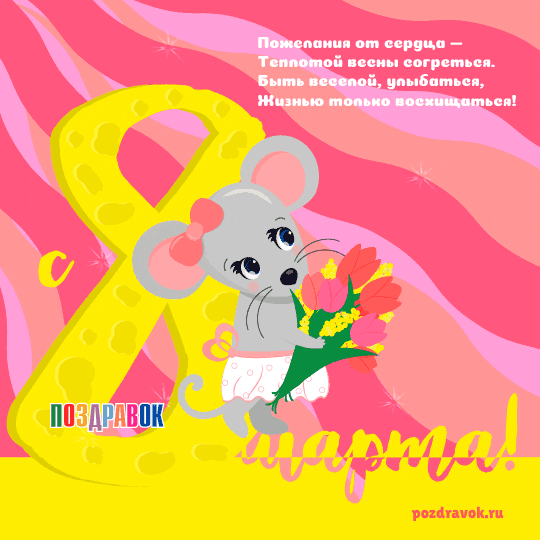 Пожелания от сердца –
Теплотой весны согреться.
Быть веселой, улыбаться,
Жизнью только восхищаться!
с
8
ПОЗДРАВОК
марта!
pozdravok.ru